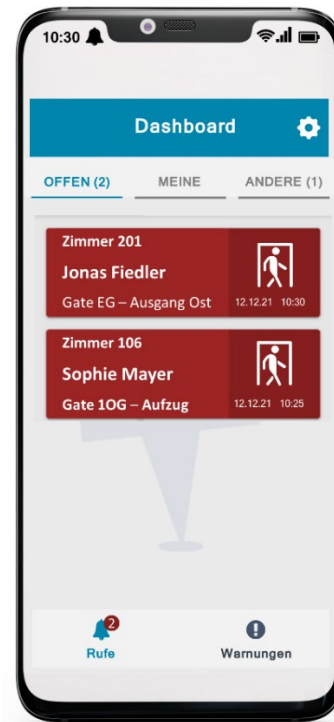 10:30
Dashboard
OFFEN (2) MEINE ANDERE (1)
Zimmer 201
Jonas Fiedler
Gate EG – Ausgang Ost 12.12.21 10:30
Zimmer 106
Sophie Mayer
Gate 1OG – Aufzug 12.12.21 10:25
2
Rufe Warnungen